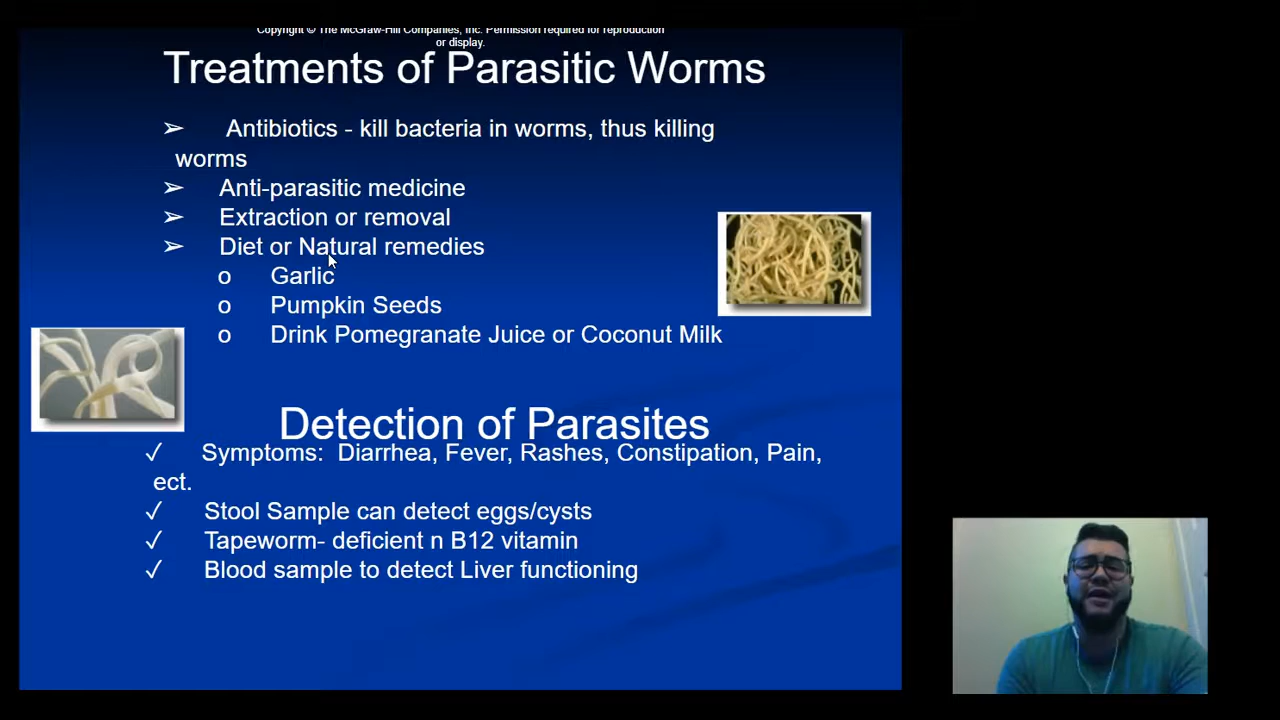 Copyright © The McGraw-Hill Companies, Inc. Permission required for reproduction
or display.
Treatments of Parasitic Worms
➢ Antibiotics - kill bacteria in worms, thus killing
worms
➢ Anti-parasitic medicine
➢ Extraction or removal
➢ Diet or Natural remedies
o Garlic
o Pumpkin Seeds
o Drink Pomegranate Juice or Coconut Milk
Detection of Parasites
✓ Symptoms: Diarrhea, Fever, Rashes, Constipation, Pain,
ect.
✓ Stool Sample can detect eggs/cysts
✓ Tapeworm- deficient n B12 vitamin
✓ Blood sample to detect Liver functioning